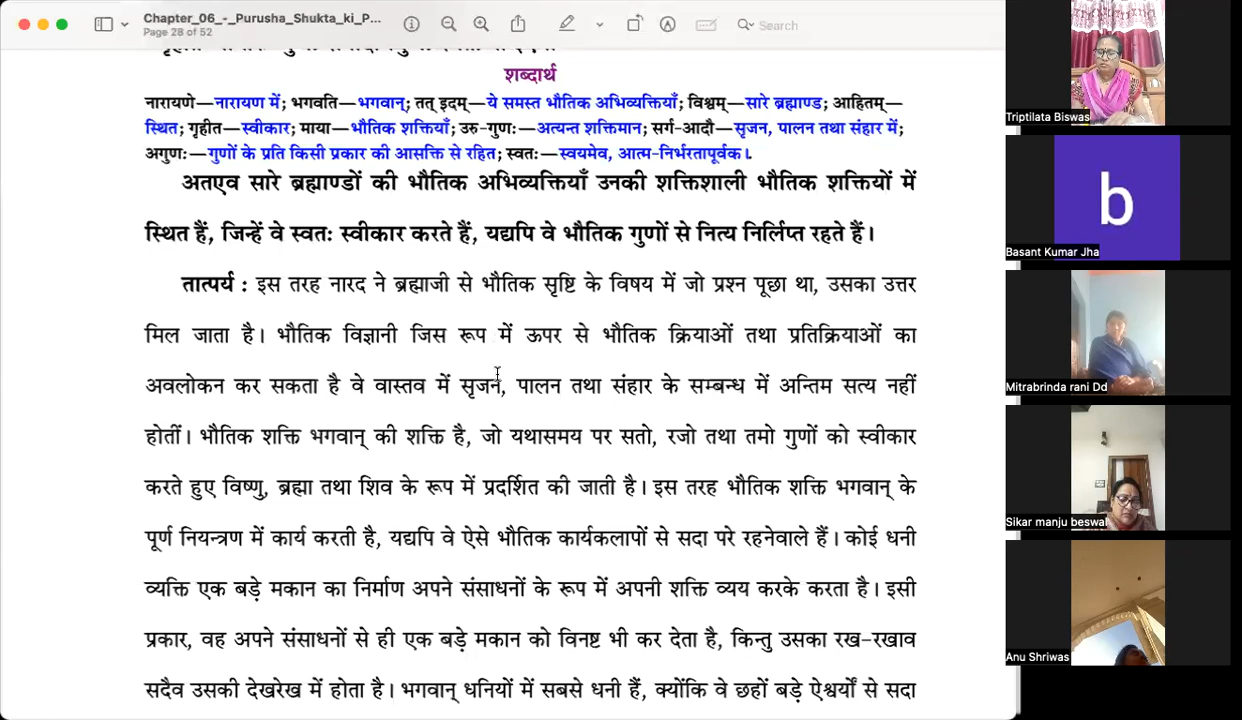 Chapter_06_-_Purusha_Shukta_ki_P...
Page 28 of 52
Search
शब्दार्थ
नारायणे—नारायण में; भगवति—भगवान्; तत् इदम्—ये समस्त भौतिक अभिव्यक्तियाँ; विश्वम्—सारे ब्रह्माण्ड; आहितम्—
स्थित; गृहीत—स्वीकार; माया—भौतिक शक्तियाँ; उरु-गुणः—अत्यन्त शक्तिमान; सर्ग-आदौ—सृजन, पालन तथा संहार में;
अगुणः—गुणों के प्रति किसी प्रकार की आसक्ति से रहित; स्वतः—स्वयमेव, आत्म-निर्भरतापूर्वक।
अतएव सारे ब्रह्माण्डों की भौतिक अभिव्यक्तियाँ उनकी शक्तिशाली भौतिक शक्तियों में
स्थित हैं, जिन्हें वे स्वतः स्वीकार करते हैं, यद्यपि वे भौतिक गुणों से नित्य निर्लिप्त रहते हैं।
तात्पर्य : इस तरह नारद ने ब्रह्माजी से भौतिक सृष्टि के विषय में जो प्रश्न पूछा था, उसका उत्तर
मिल जाता है। भौतिक विज्ञानी जिस रूप में ऊपर से भौतिक क्रियाओं तथा प्रतिक्रियाओं का
अवलोकन कर सकता है वे वास्तव में सृजन, पालन तथा संहार के सम्बन्ध में अन्तिम सत्य नहीं
होतीं। भौतिक शक्ति भगवान् की शक्ति है, जो यथासमय पर सतो, रजो तथा तमो गुणों को स्वीकार
करते हुए विष्णु, ब्रह्मा तथा शिव के रूप में प्रदर्शित की जाती है। इस तरह भौतिक शक्ति भगवान् के
पूर्ण नियन्त्रण में कार्य करती है, यद्यपि वे ऐसे भौतिक कार्यकलापों से सदा परे रहनेवाले हैं। कोई धनी
व्यक्ति एक बड़े मकान का निर्माण अपने संसाधनों के रूप में अपनी शक्ति व्यय करके करता है। इसी
प्रकार, वह अपने संसाधनों से ही एक बड़े मकान को विनष्ट भी कर देता है, किन्तु उसका रख-रखाव
सदैव उसकी देखरेख में होता है। भगवान् धनियों में सबसे धनी हैं, क्योंकि वे छहों बड़े ऐश्वर्यों से सदा
Triptilata Biswas
b
Basant Kumar Jha
Mitrabrinda rani Dd
Sikar manju beswal
Anu Shriwas